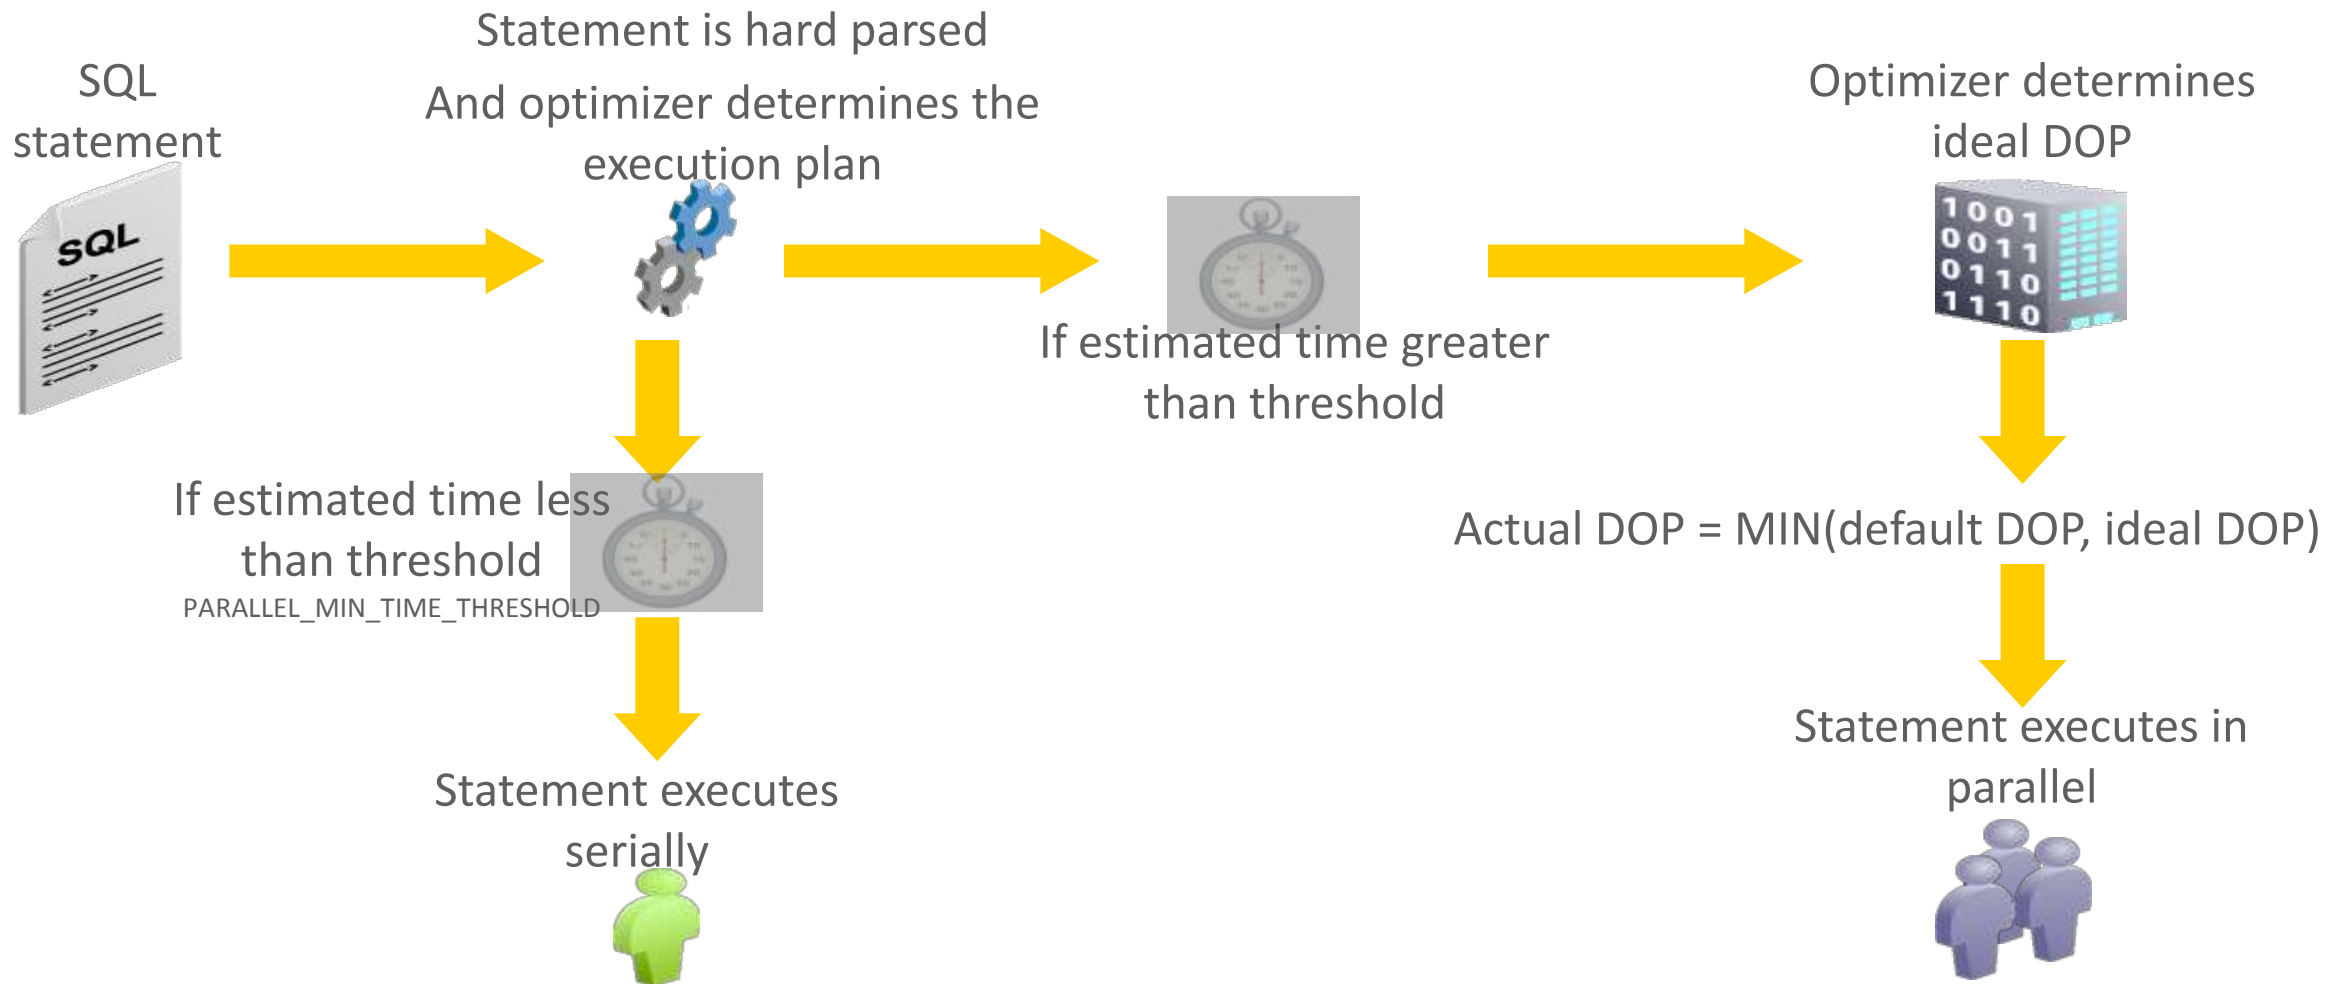 SQL
statement
SQL
Statement is hard parsed
And optimizer determines the
execution plan
If estimated time greater
than threshold
Optimizer determines
ideal DOP
1001
0011
0110
1110
If estimated time less
than threshold
PARALLEL_MIN_TIME_THRESHOLD
Statement executes
serially
Actual DOP = MIN(default DOP, ideal DOP)
Statement executes in
parallel